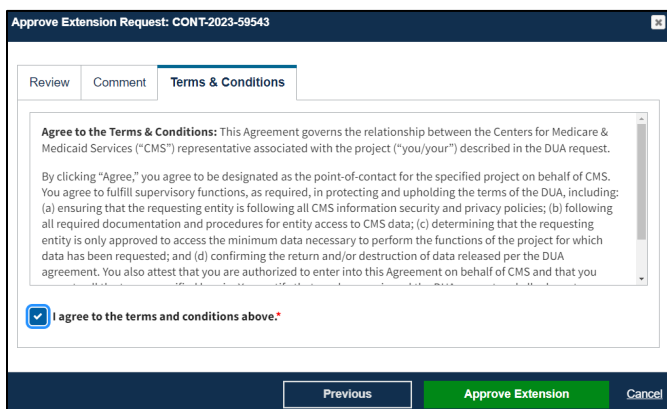 Approve Extension Request: CONT-2023-59543
Review Comment Terms & Conditions
Agree to the Terms & Conditions: This Agreement governs the relationship between the Centers for Medicare &
Medicaid Services (“CMS”) representative associated with the project (“you/your”) described in the DUA request.
By clicking “Agree,” you agree to be designated as the point-of-contact for the specified project on behalf of CMS.
You agree to fulfill supervisory functions, as required, in protecting and upholding the terms of the DUA, including:
(a) ensuring that the requesting entity is following all CMS information security and privacy policies; (b) following
all required documentation and procedures for entity access to CMS data; (c) determining that the requesting
entity is only approved to access the minimum data necessary to perform the functions of the project for which
data has been requested; and (d) confirming the return and/or destruction of data released per the DUA
agreement. You also attest that you are authorized to enter into this Agreement on behalf of CMS and that you
I agree to the terms and conditions above.*
Previous Approve Extension Cancel